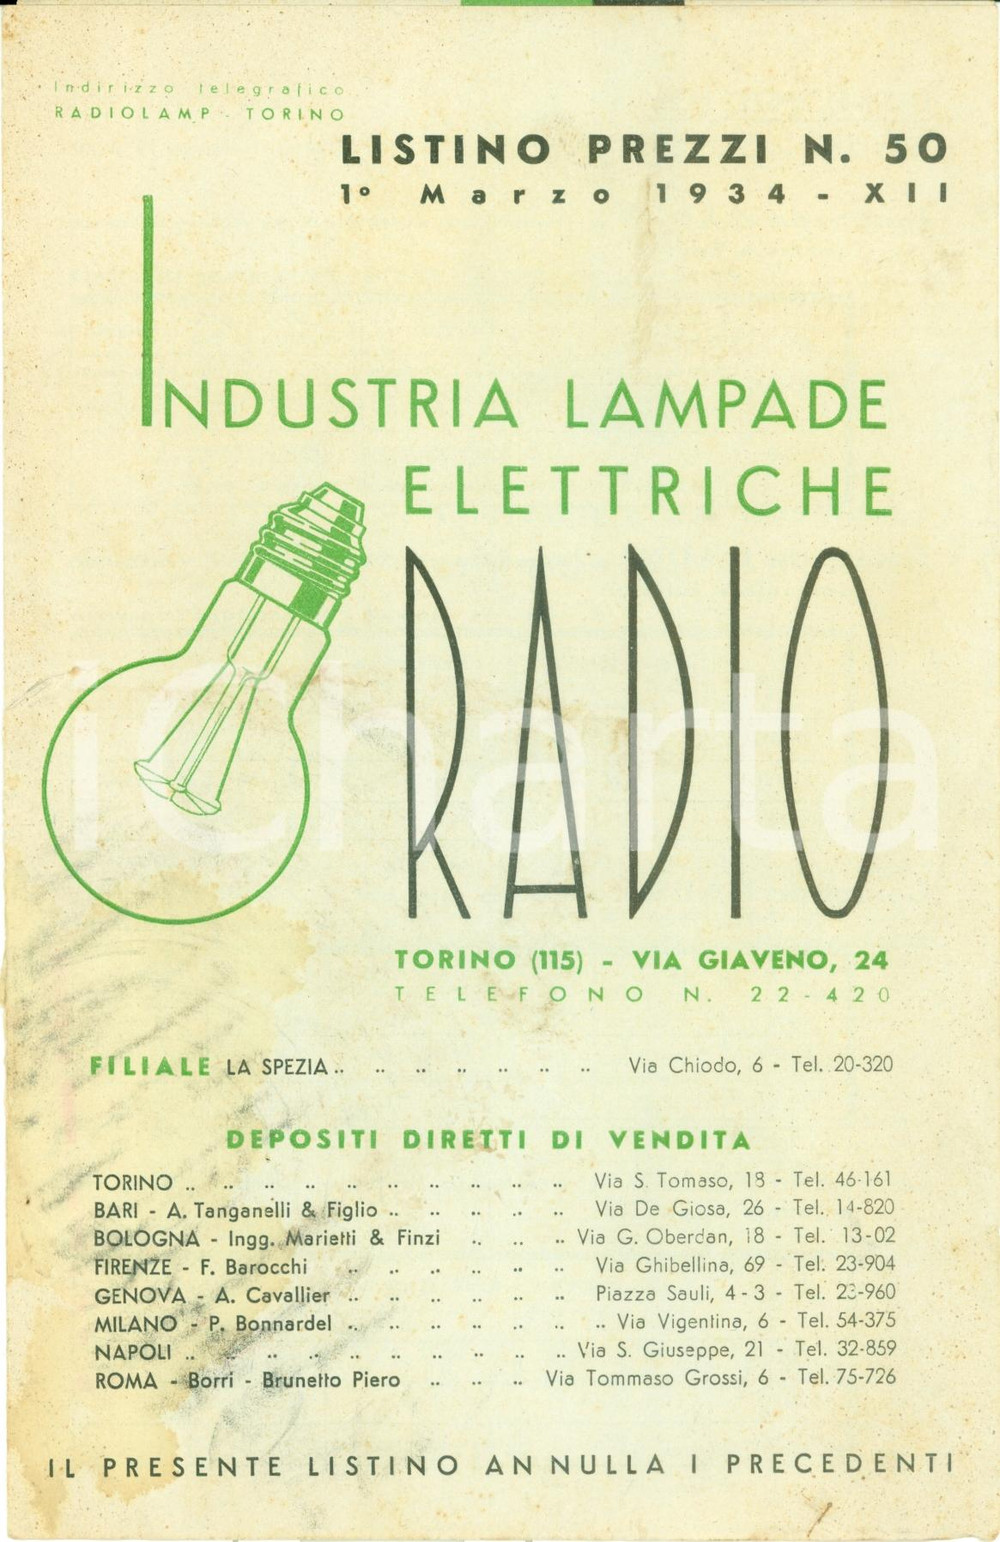 Indirizzo telegrafico
RADIOLAMP - TORINO
LISTINO PREZZI N. 50
1° Marzo 1934 - XII
INDUSTRIA LAMPADE
ELETTRICHE
RADIO
iCharta
TORINO (115) - VIA GIAVENO, 24
TELEFONO N. 22-420
FILIALE LA SPEZIA .. .. .. .. .. .. .. Via Chiodo, 6 - Tel. 20-320
DEPOSITI DIRETTI DI VENDITA
TORINO .. .. .. .. .. .. .. .. .. .. Via S. Tomaso, 18 - Tel. 46-161
BARI - A. Tanganelli & Figlio .. .. .. .. .. Via De Giosa, 26 - Tel. 14-820
BOLOGNA - Ingg. Marietti & Finzi .. .. .. Via G. Oberdan, 18 - Tel. 13-02
FIRENZE - F. Barocchi .. .. .. .. .. .. Via Ghibellina, 69 - Tel. 23-904
GENOVA - A. Cavallier .. .. .. .. .. .. Piazza Sauli, 4-3 - Tel. 23-960
MILANO - P. Bonnardel .. .. .. .. .. .. .. Via Vigentina, 6 - Tel. 54-375
NAPOLI .. .. .. .. .. .. .. .. .. .. Via S. Giuseppe, 21 - Tel. 32-859
ROMA - Borri - Brunetto Piero .. .. .. Via Tommaso Grossi, 6 - Tel. 75-726
IL PRESENTE LISTINO ANNULLA I PRECEDENTI